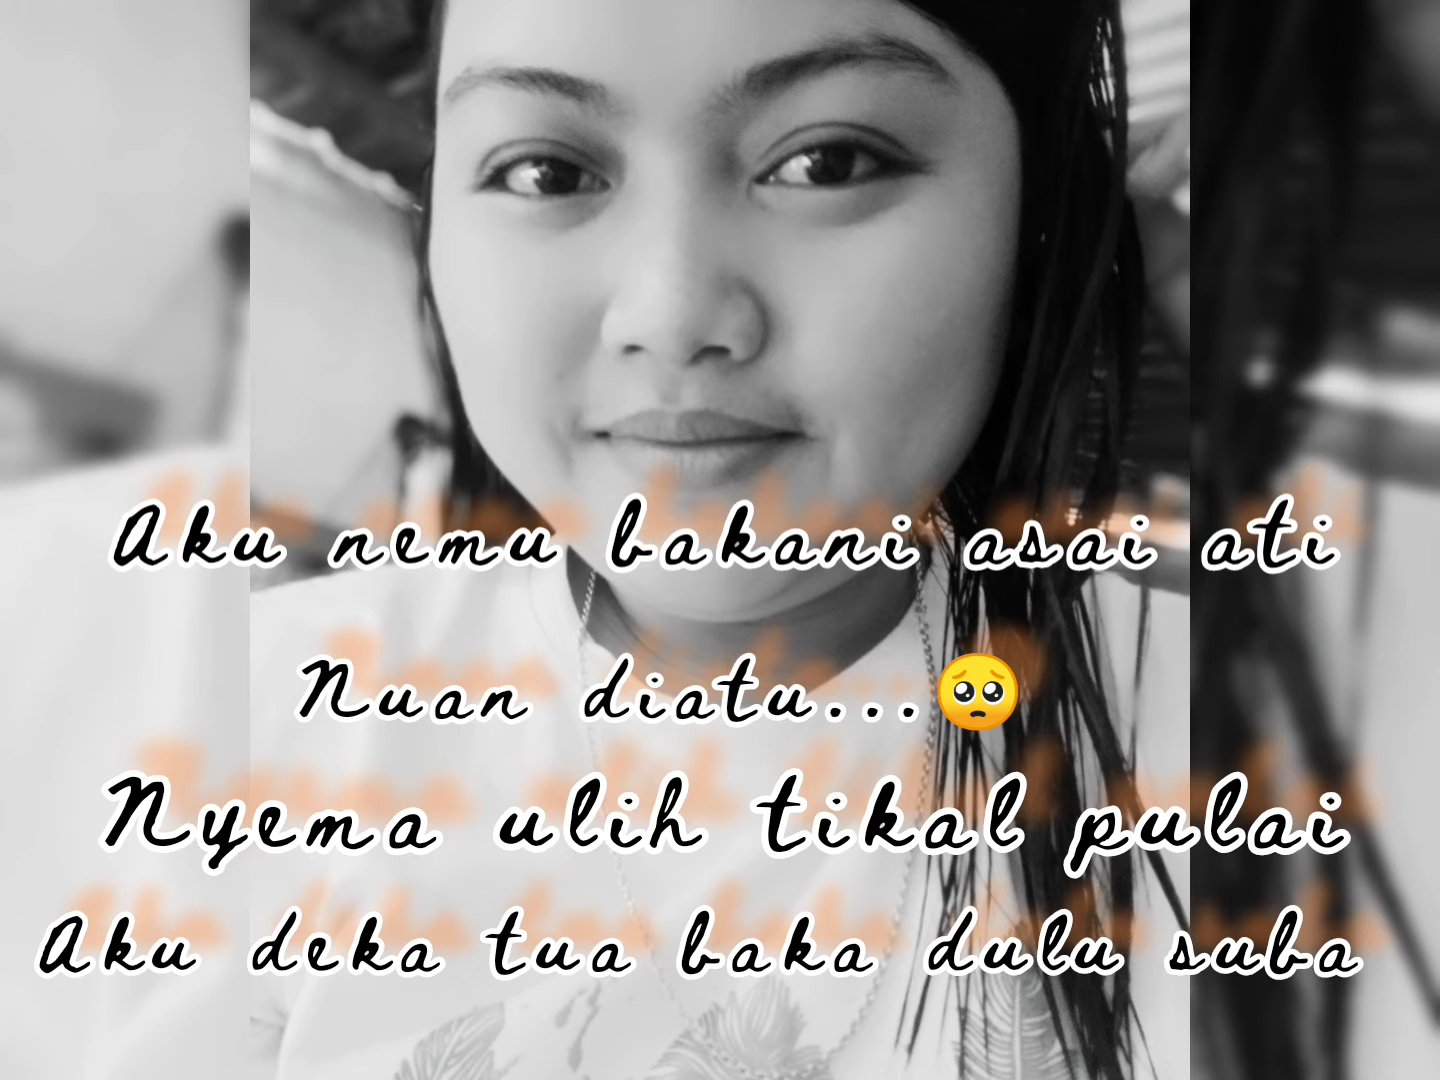 Aku nemu bakani asai ati
Nuan diatu...🥺
Nyema ulih tikal pulai
Aku deka tua baka dulu suba